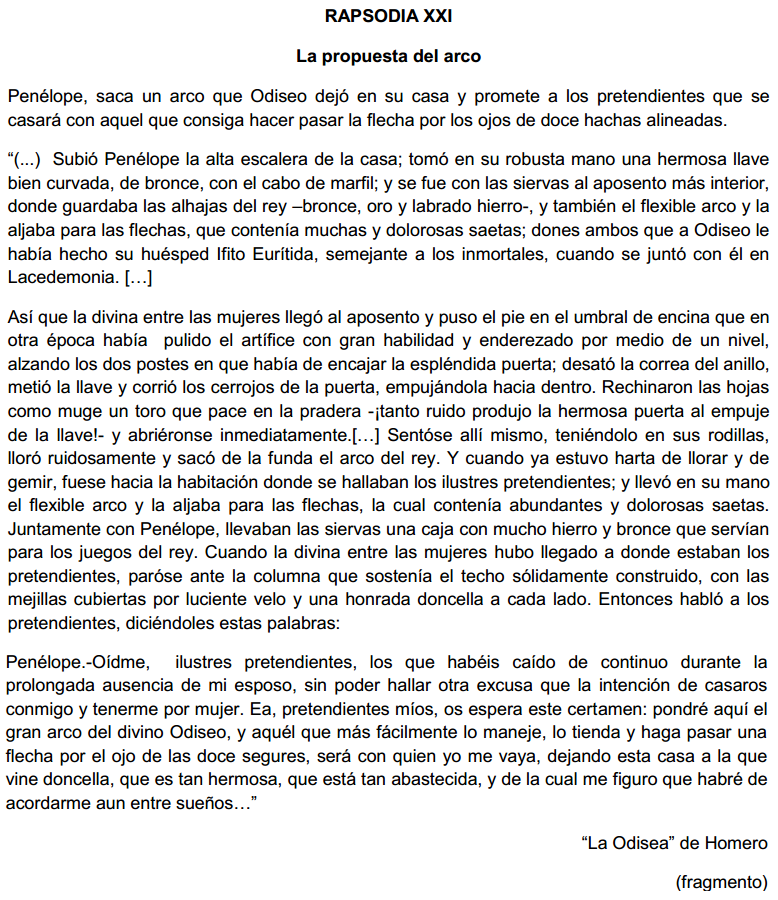 RAPSODIA XXI
La propuesta del arco
Penélope, saca un arco que Odiseo dejó en su casa y promete a los pretendientes que se
casará con aquel que consiga hacer pasar la flecha por los ojos de doce hachas alineadas.
“(...) Subió Penélope la alta escalera de la casa; tomó en su robusta mano una hermosa llave
bien curvada, de bronce, con el cabo de marfil; y se fue con las siervas al aposento más interior,
donde guardaba las alhajas del rey –bronce, oro y labrado hierro-, y también el flexible arco y la
aljaba para las flechas, que contenía muchas y dolorosas saetas; dones ambos que a Odiseo le
había hecho su huésped Ifito Eurítida, semejante a los inmortales, cuando se juntó con él en
Lacedemonia. […]
Así que la divina entre las mujeres llegó al aposento y puso el pie en el umbral de encina que en
otra época había pulido el artífice con gran habilidad y enderezado por medio de un nivel,
alzando los dos postes en que había de encajar la espléndida puerta; desató la correa del anillo,
metió la llave y corrió los cerrojos de la puerta, empujándola hacia dentro. Rechinaron las hojas
como muge un toro que pace en la pradera -¡tanto ruido produjo la hermosa puerta al empuje
de la llave!- y abriéronse inmediatamente.[…] Sentóse allí mismo, teniéndolo en sus rodillas,
lloró ruidosamente y sacó de la funda el arco del rey. Y cuando ya estuvo harta de llorar y de
gemir, fuese hacia la habitación donde se hallaban los ilustres pretendientes; y llevó en su mano
el flexible arco y la aljaba para las flechas, la cual contenía abundantes y dolorosas saetas.
Juntamente con Penélope, llevaban las siervas una caja con mucho hierro y bronce que servían
para los juegos del rey. Cuando la divina entre las mujeres hubo llegado a donde estaban los
pretendientes, paróse ante la columna que sostenía el techo sólidamente construido, con las
mejillas cubiertas por luciente velo y una honrada doncella a cada lado. Entonces habló a los
pretendientes, diciéndoles estas palabras:
Penélope.-Oídme, ilustres pretendientes, los que habéis caído de continuo durante la
prolongada ausencia de mi esposo, sin poder hallar otra excusa que la intención de casaros
conmigo y tenerme por mujer. Ea, pretendientes míos, os espera este certamen: pondré aquí el
gran arco del divino Odiseo, y aquél que más fácilmente lo maneje, lo tienda y haga pasar una
flecha por el ojo de las doce segures, será con quien yo me vaya, dejando esta casa a la que
vine doncella, que es tan hermosa, que está tan abastecida, y de la cual me figuro que habré de
acordarme aun entre sueños…”
“La Odisea” de Homero
(fragmento)